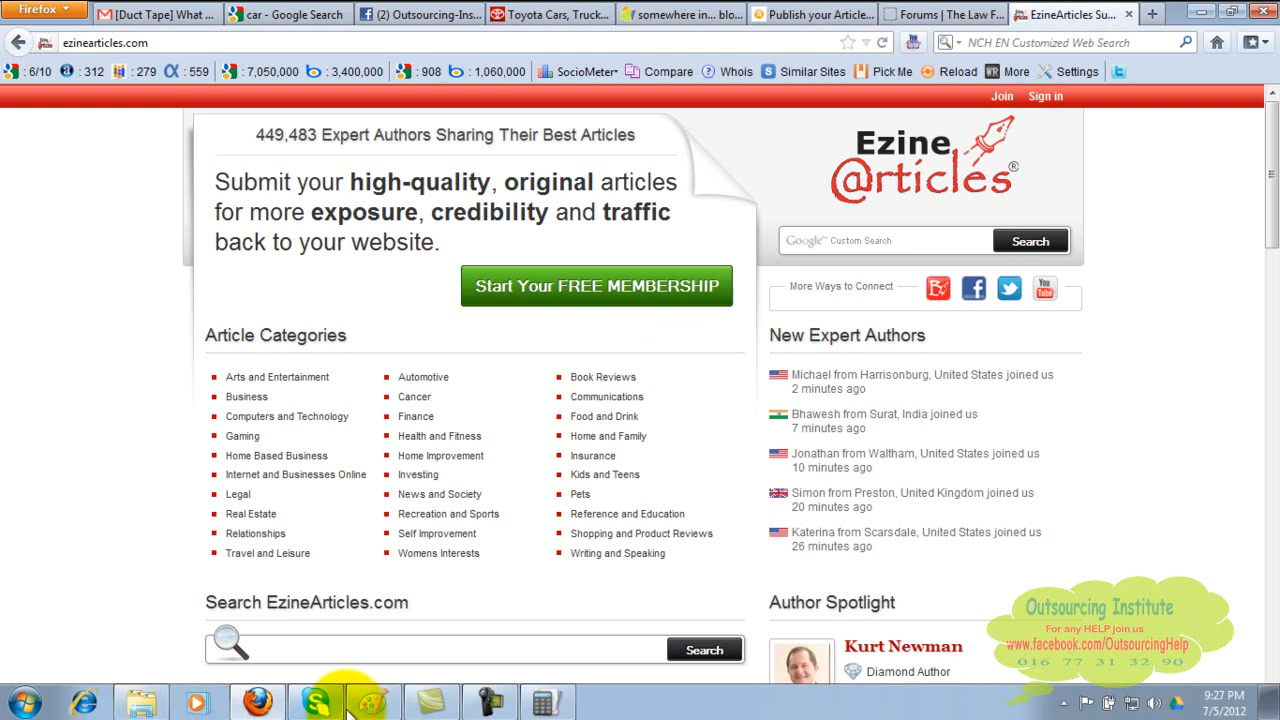 Firefox
[Duct Tape] What ...
car - Google Search
(2) Outsourcing-Ins...
Toyota Cars, Truck...
somewhere in... blo...
Publish your Article...
Forums | The Law F...
EzineArticles Su...
ezinearticles.com
NCH EN Customized Web Search
: 6/10
: 312
: 279
: 559
: 7,050,000
: 3,400,000
: 908
: 1,060,000
SocioMeter
Compare
Whois
Similar Sites
Pick Me
Reload
More
Settings
Join
Sign in
449,483 Expert Authors Sharing Their Best Articles
Submit your high-quality, original articles
for more exposure, credibility and traffic
back to your website.
Start Your FREE MEMBERSHIP
Ezine
@rticles®
Google™ Custom Search
Search
More Ways to Connect
You
Tube
Article Categories
Arts and Entertainment
Automotive
Book Reviews
Business
Cancer
Communications
Computers and Technology
Finance
Food and Drink
Gaming
Health and Fitness
Home and Family
Home Based Business
Home Improvement
Insurance
Internet and Businesses Online
Investing
Kids and Teens
Legal
News and Society
Pets
Real Estate
Recreation and Sports
Reference and Education
Relationships
Self Improvement
Shopping and Product Reviews
Travel and Leisure
Womens Interests
Writing and Speaking
New Expert Authors
Michael from Harrisonburg, United States joined us
2 minutes ago
Bhawesh from Surat, India joined us
7 minutes ago
Jonathan from Waltham, United States joined us
10 minutes ago
Simon from Preston, United Kingdom joined us
20 minutes ago
Katerina from Scarsdale, United States joined us
26 minutes ago
Search EzineArticles.com
Search
Author Spotlight
Kurt Newman
Diamond Author
Outsourcing Institute
For any HELP join us
www.facebook.com/OutsourcingHelp
016 77 31 32 90
9:27 PM
7/5/2012